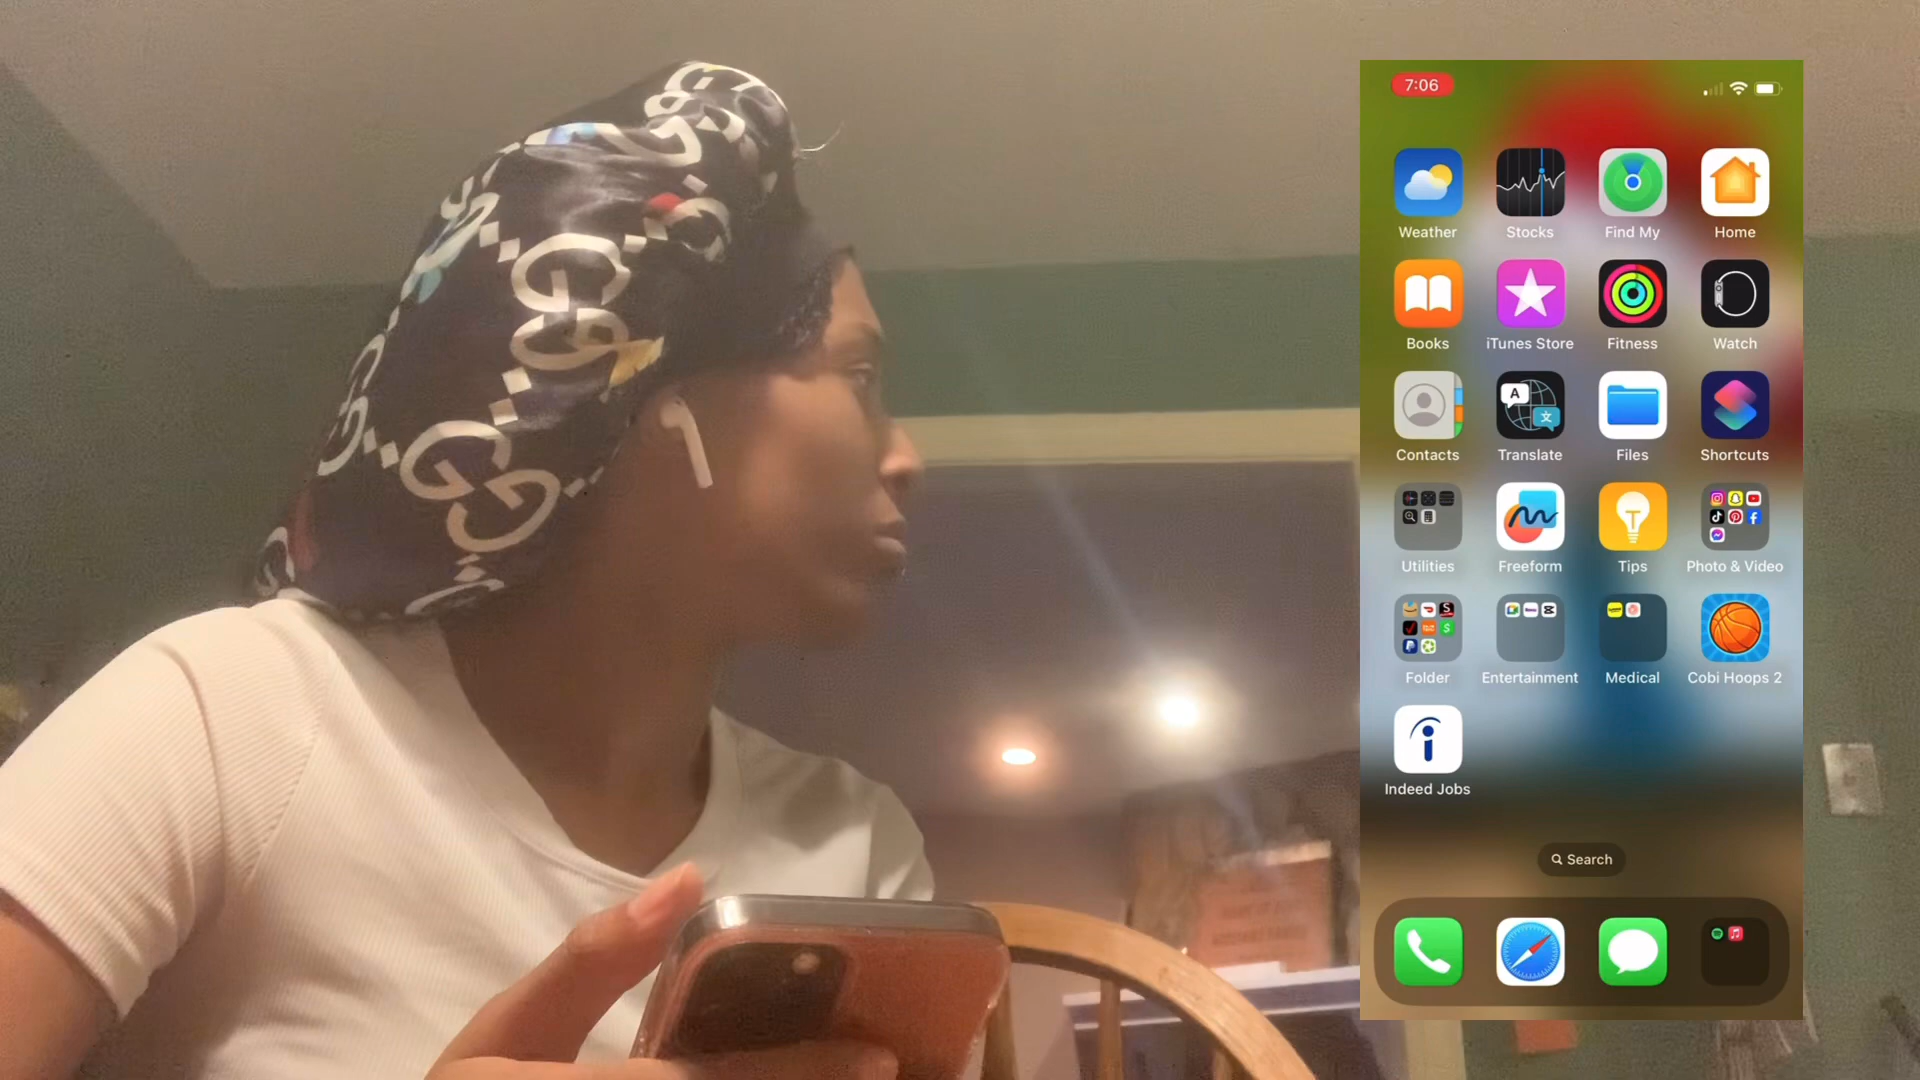 7:06
Weather Stocks Find My Home
Books iTunes Store Fitness Watch
A
文
Contacts Translate Files Shortcuts
T
Utilities Freeform Tips Photo & Video
Folder Entertainment Medical Cobi Hoops 2
Indeed Jobs
Search